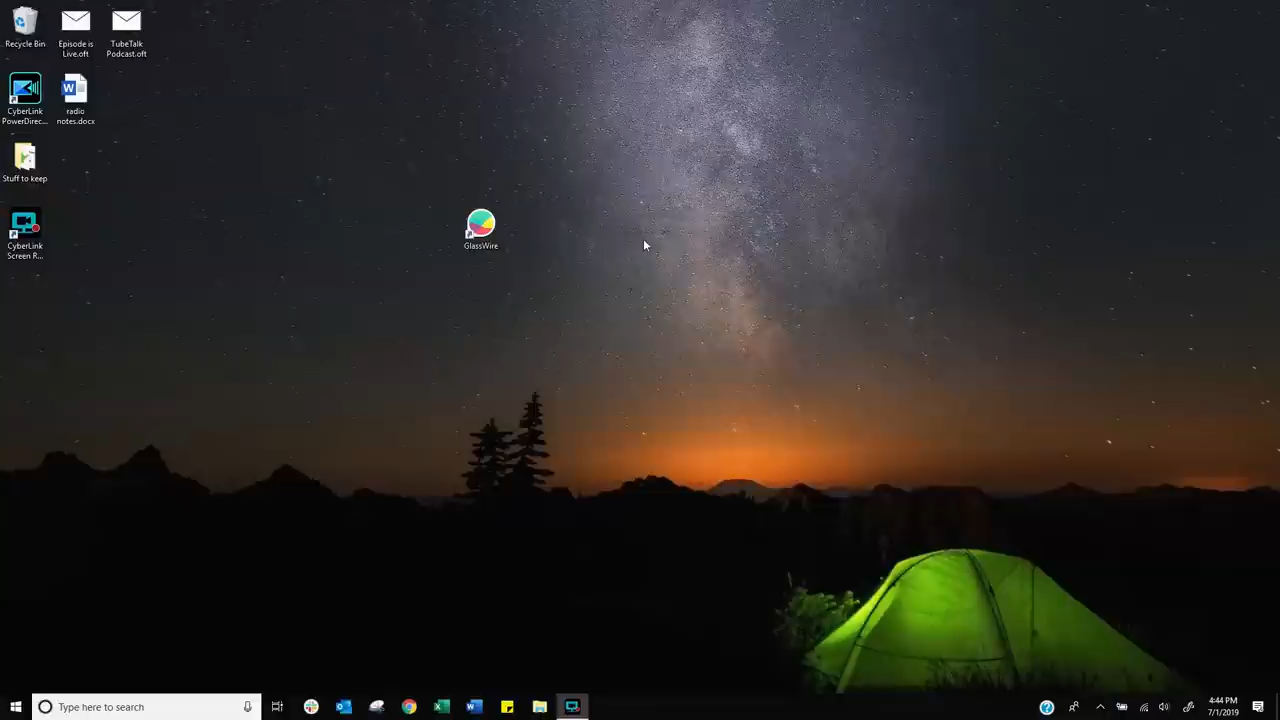 Recycle Bin
Episode is
Live.oft
TubeTalk
Podcast.oft
CyberLink
PowerDirec...
W
radio
notes.docx
Stuff to keep
CyberLink
Screen R...
GlassWire
Type here to search
4:44 PM
7/1/2019